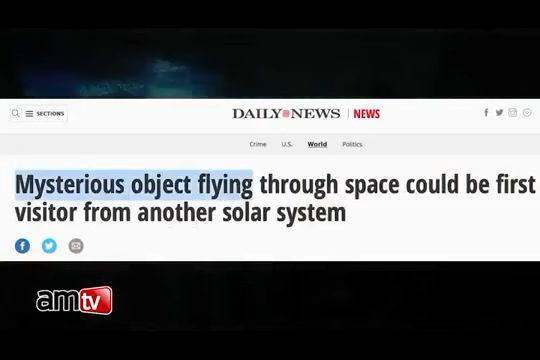 SECTIONS
DAILY NEWS | NEWS
Crime U.S. World Politics
Mysterious object flying through space could be first
visitor from another solar system
amtv